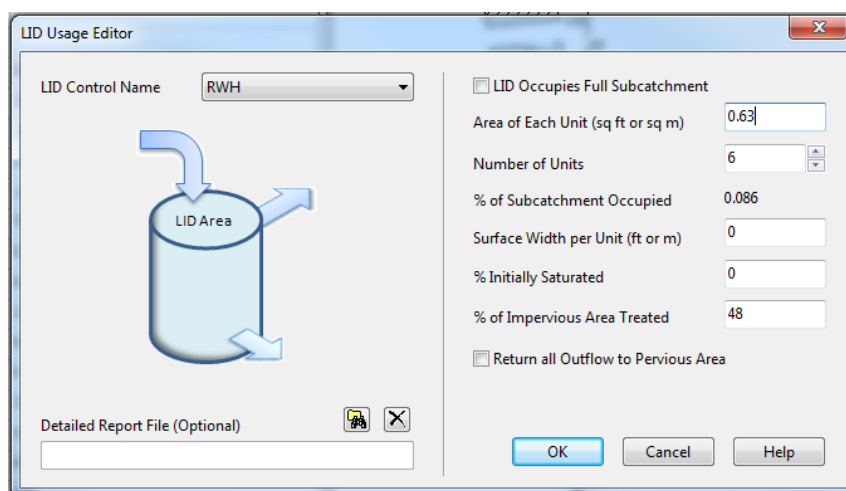 LID Usage Editor
LID Control Name RWH
LID Area
Detailed Report File (Optional)
LID Occupies Full Subcatchment
Area of Each Unit (sq ft or sq m) 0.63
Number of Units 6
% of Subcatchment Occupied 0.086
Surface Width per Unit (ft or m) 0
% Initially Saturated 0
% of Impervious Area Treated 48
Return all Outflow to Pervious Area
OK Cancel Help